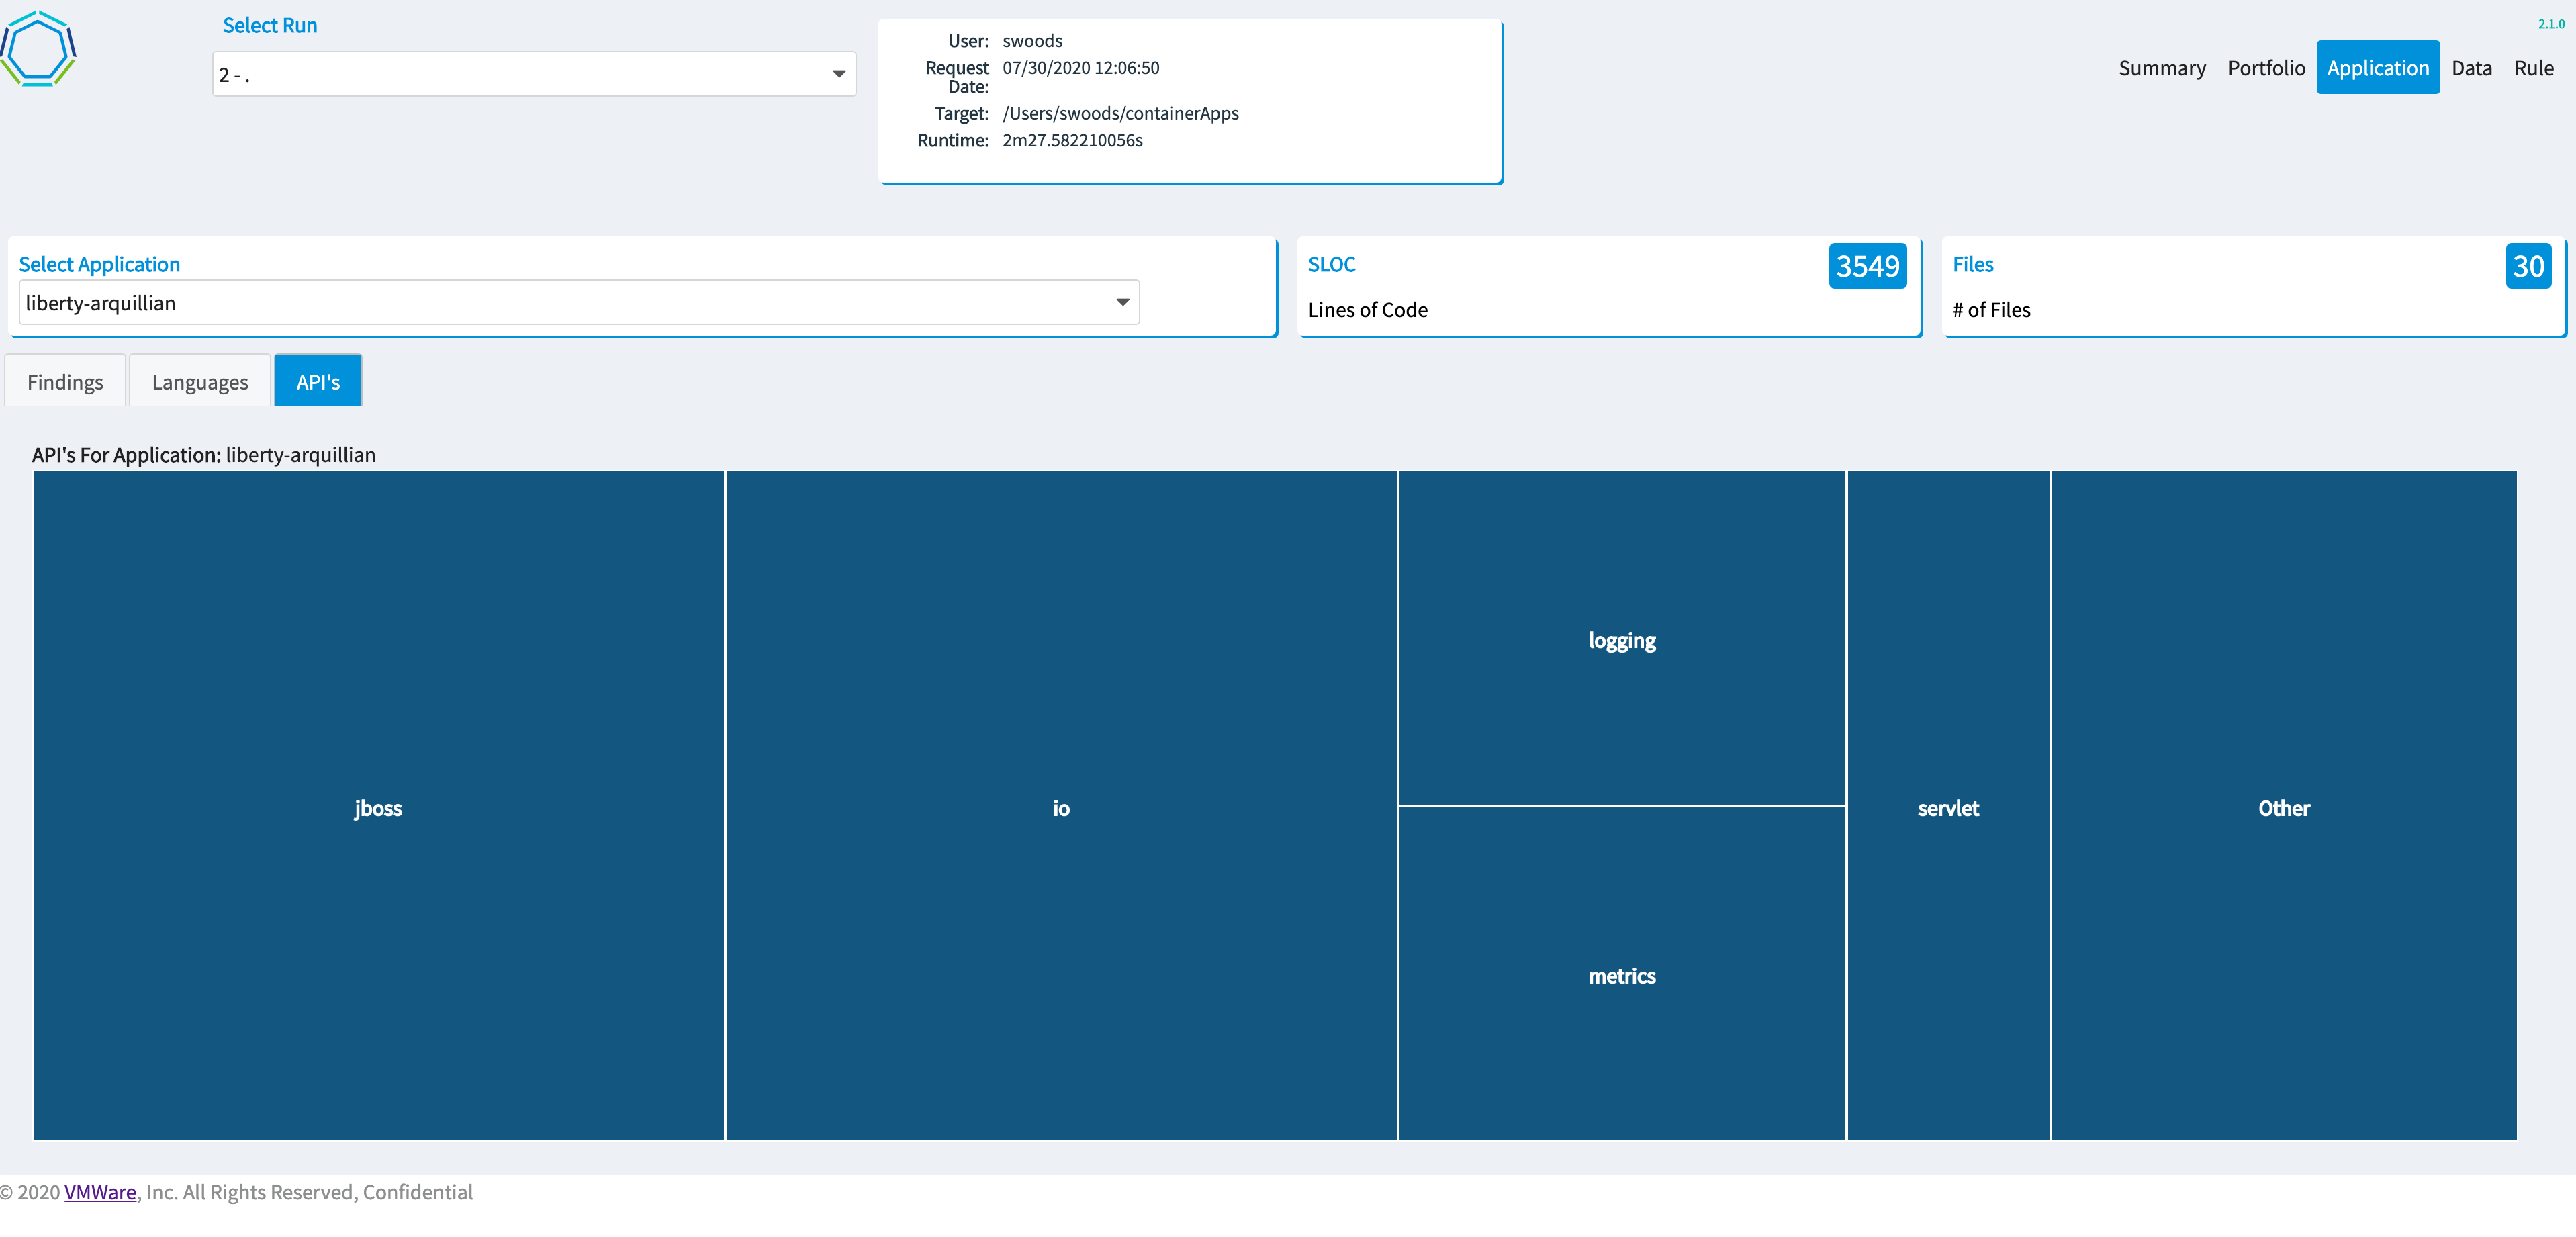 Select Run
2 - .
User: swoods
Request Date: 07/30/2020 12:06:50
Target: /Users/swoods/containerApps
Runtime: 2m27.582210056s
2.1.0
Summary Portfolio Application Data Rule
Select Application
liberty-arquillian
SLOC 3549
Lines of Code
Files 30
# of Files
Findings Languages API's
API's For Application: liberty-arquillian
jboss
io
logging
metrics
servlet
Other
© 2020 VMWare, Inc. All Rights Reserved, Confidential